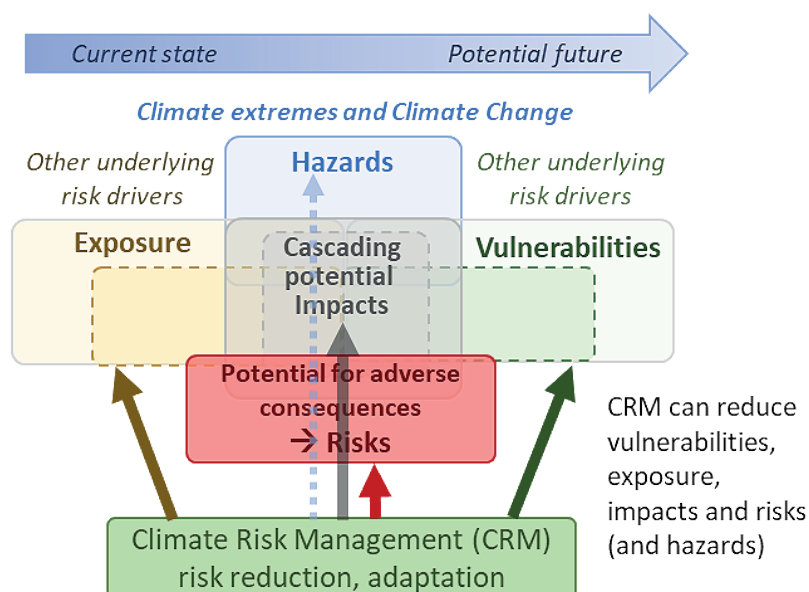 Current state
Potential future
Climate extremes and Climate Change
Other underlying
risk drivers
Hazards
Other underlying
risk drivers
Exposure
Cascading
potential
Impacts
Vulnerabilities
Potential for adverse
consequences
→ Risks
CRM can reduce
vulnerabilities,
exposure,
impacts and risks
(and hazards)
Climate Risk Management (CRM)
risk reduction, adaptation